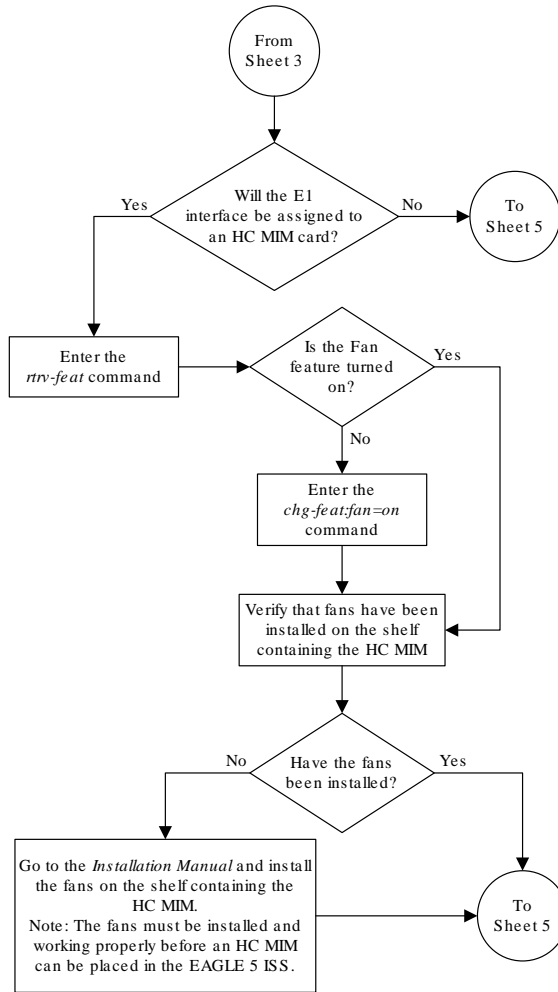 From
Sheet 3
Will the E1
interface be assigned to
an HC MIM card?
Yes
No
To
Sheet 5
Enter the
rtrv-feat command
Is the Fan
feature turned
on?
Yes
No
Enter the
chg-feat:fan=on
command
Verify that fans have been
installed on the shelf
containing the HC MIM
Have the fans
been installed?
No
Yes
Go to the Installation Manual and install
the fans on the shelf containing the
HC MIM.
Note: The fans must be installed and
working properly before an HC MIM
can be placed in the EAGLE 5 ISS.
To
Sheet 5